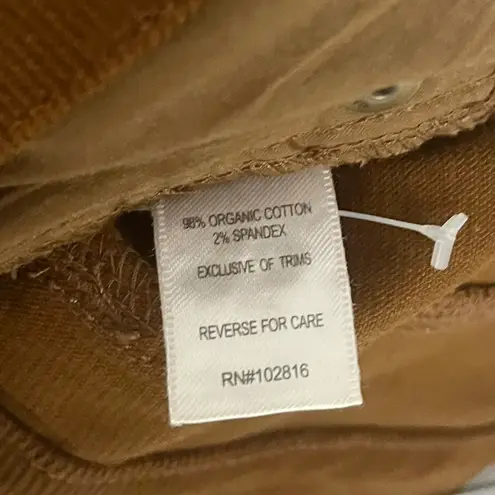 98% ORGANIC COTTON
2% SPANDEX
EXCLUSIVE OF TRIMS
REVERSE FOR CARE
RN#102816